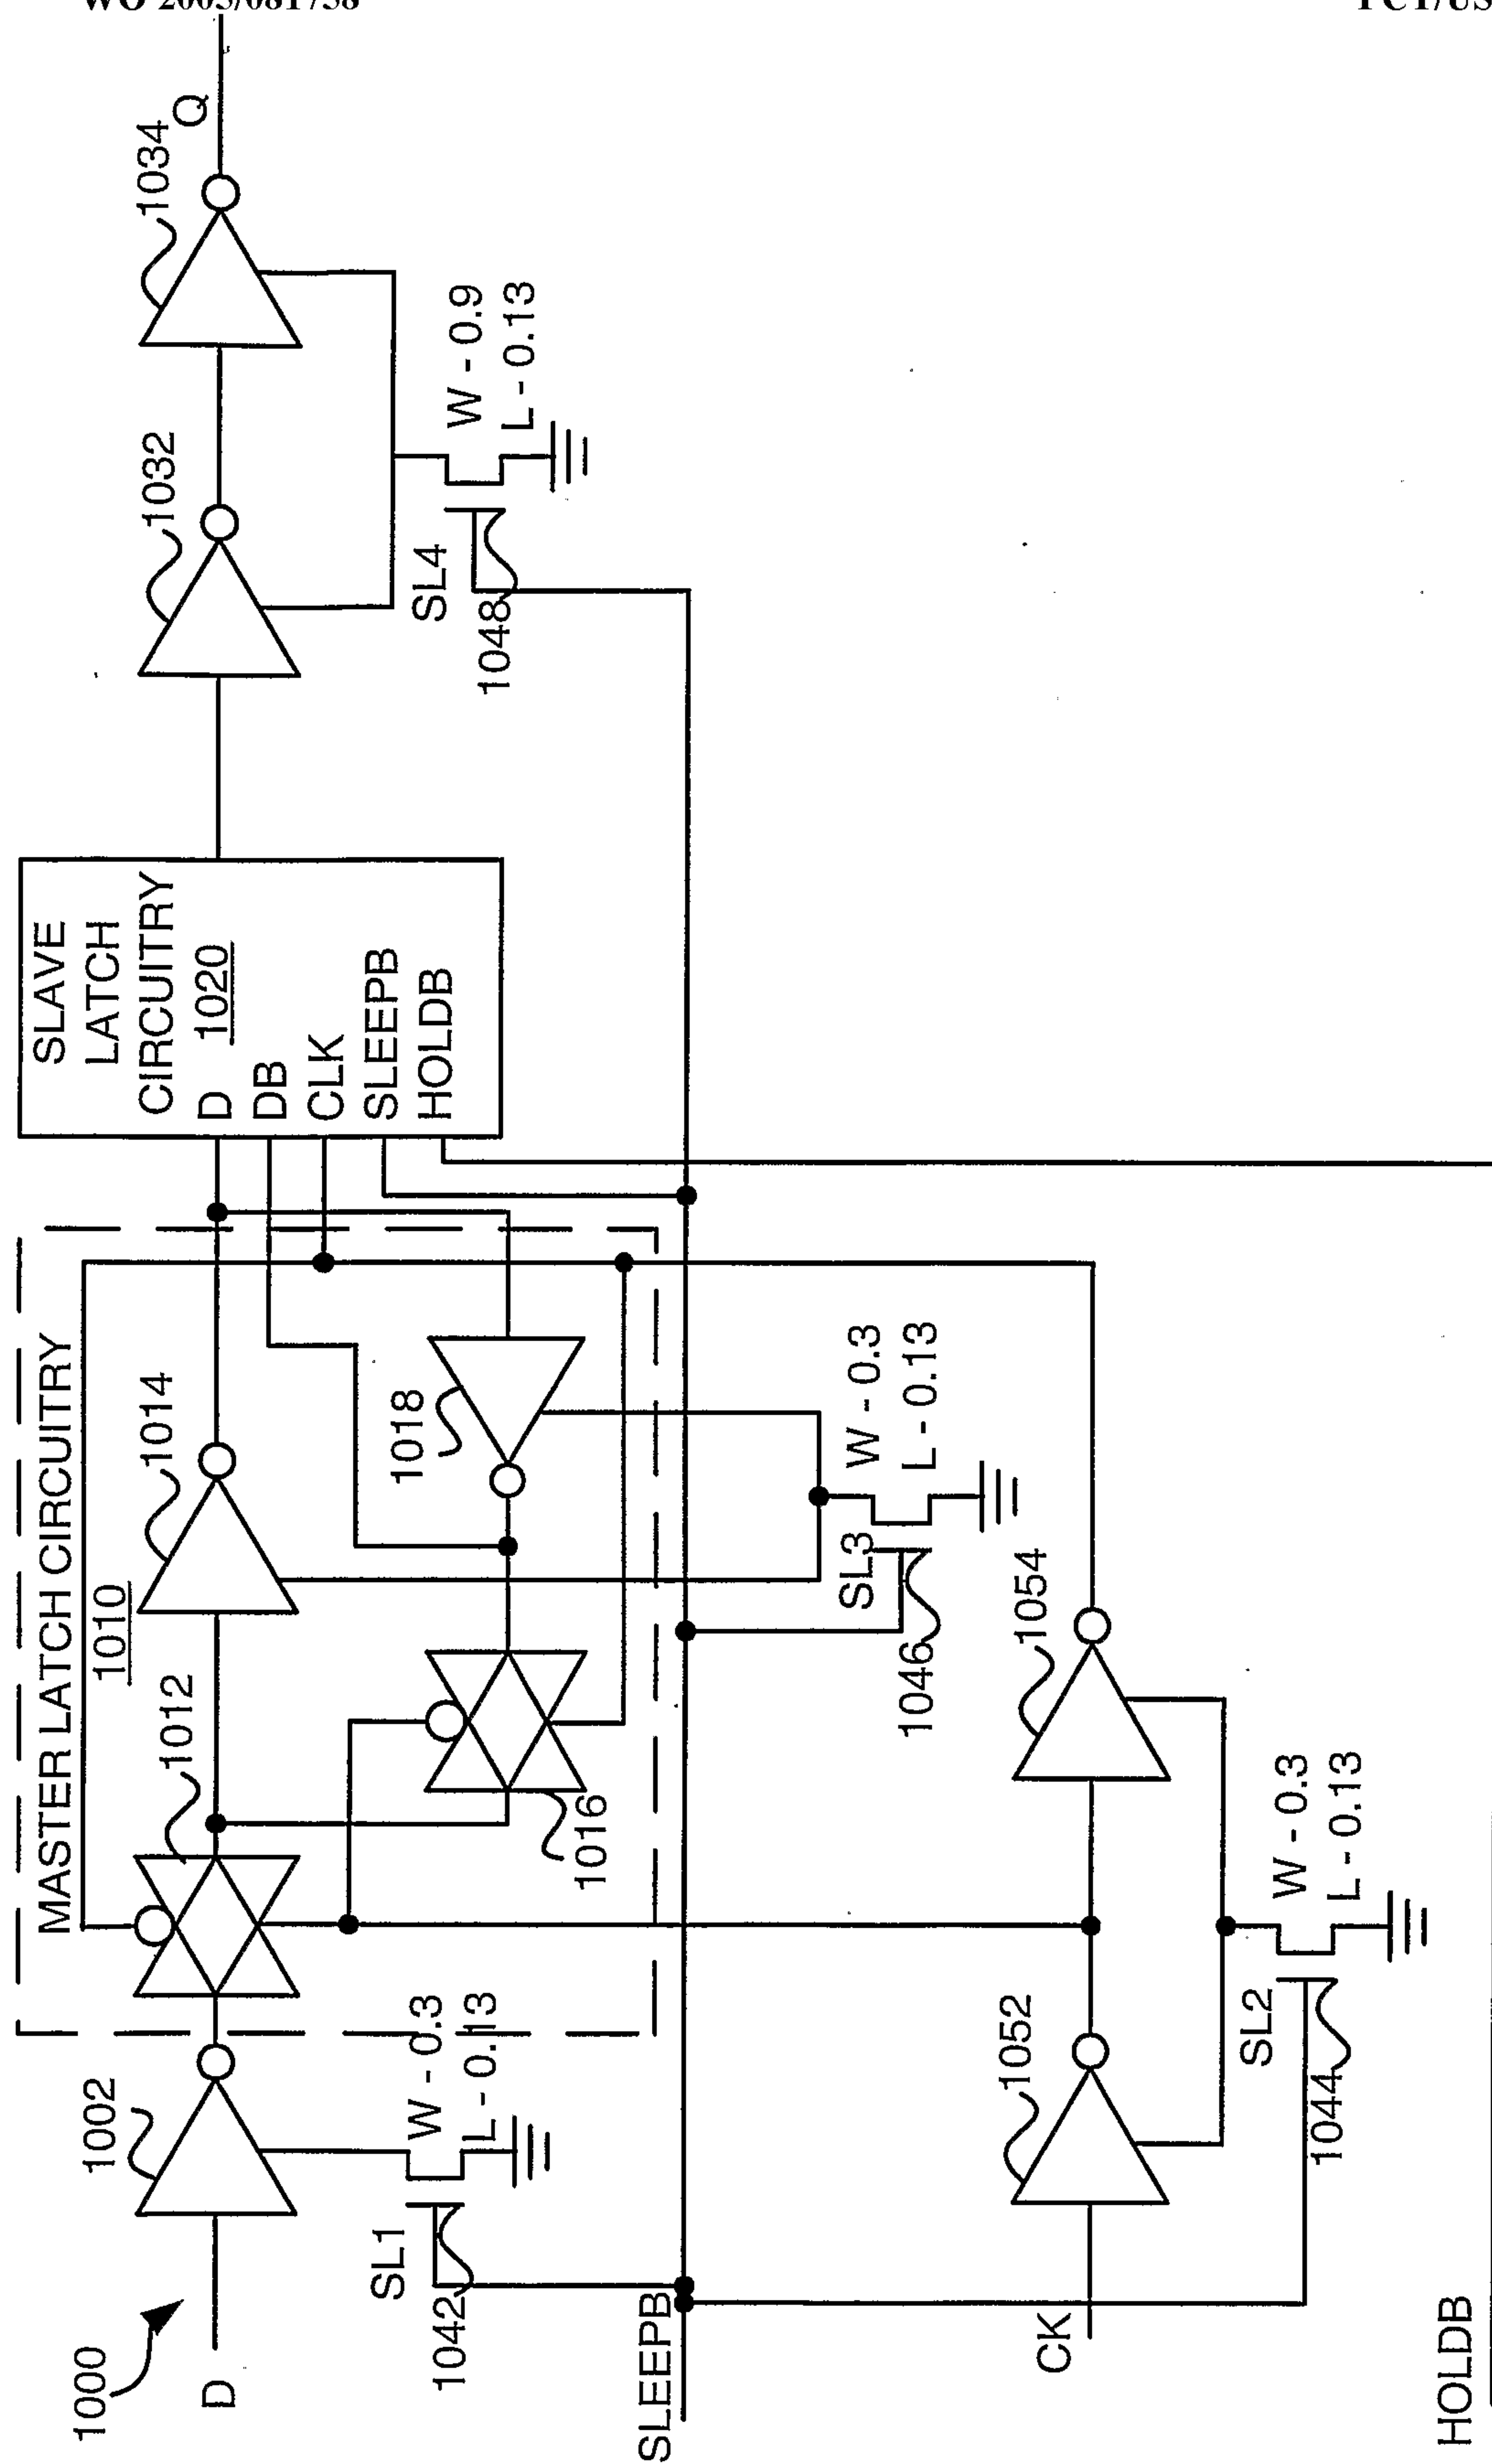 WO 2005/081758
PCT/US
1000
D
1002
SL1
1042
W - 0.3
L - 0.13
MASTER LATCH CIRCUITRY
1010
1012
1014
1016
1018
SLAVE
LATCH
CIRCUITRY
D 1020
DB
CLK
SLEEPB
HOLDB
1032
1034
Q
SL4
1048
W - 0.9
L - 0.13
SLEEPB
SL3
1046
W - 0.3
L - 0.13
CK
1052
1054
SL2
1044
W - 0.3
L - 0.13
HOLDB